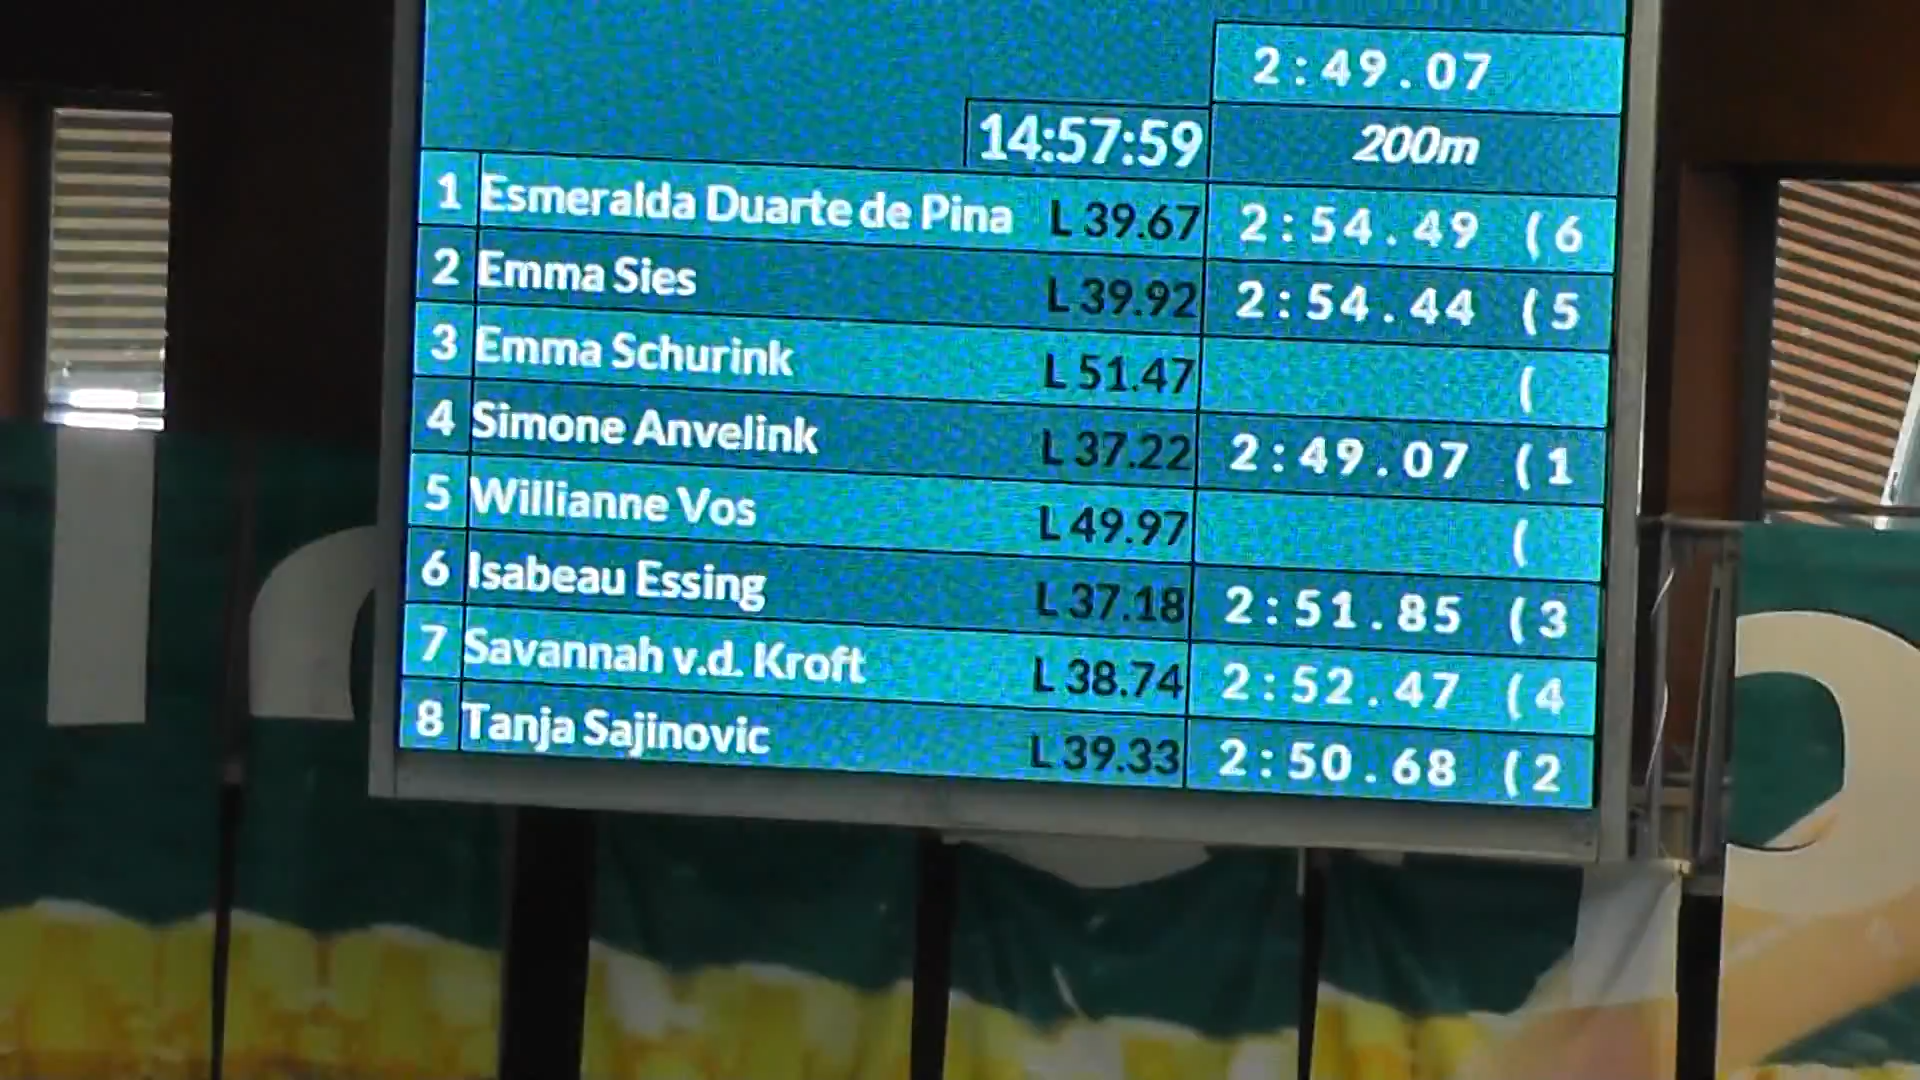 2:49.07
14:57:59 200m
1 Esmeralda Duarte de Pina L 39.67 2:54.49 (6
2 Emma Sies L 39.92 2:54.44 (5
3 Emma Schurink L 51.47 (
4 Simone Anvelink L 37.22 2:49.07 (1
5 Willianne Vos L 49.97 (
6 Isabeau Essing L 37.18 2:51.85 (3
7 Savannah v.d. Kroft L 38.74 2:52.47 (4
8 Tanja Sajinovic L 39.33 2:50.68 (2